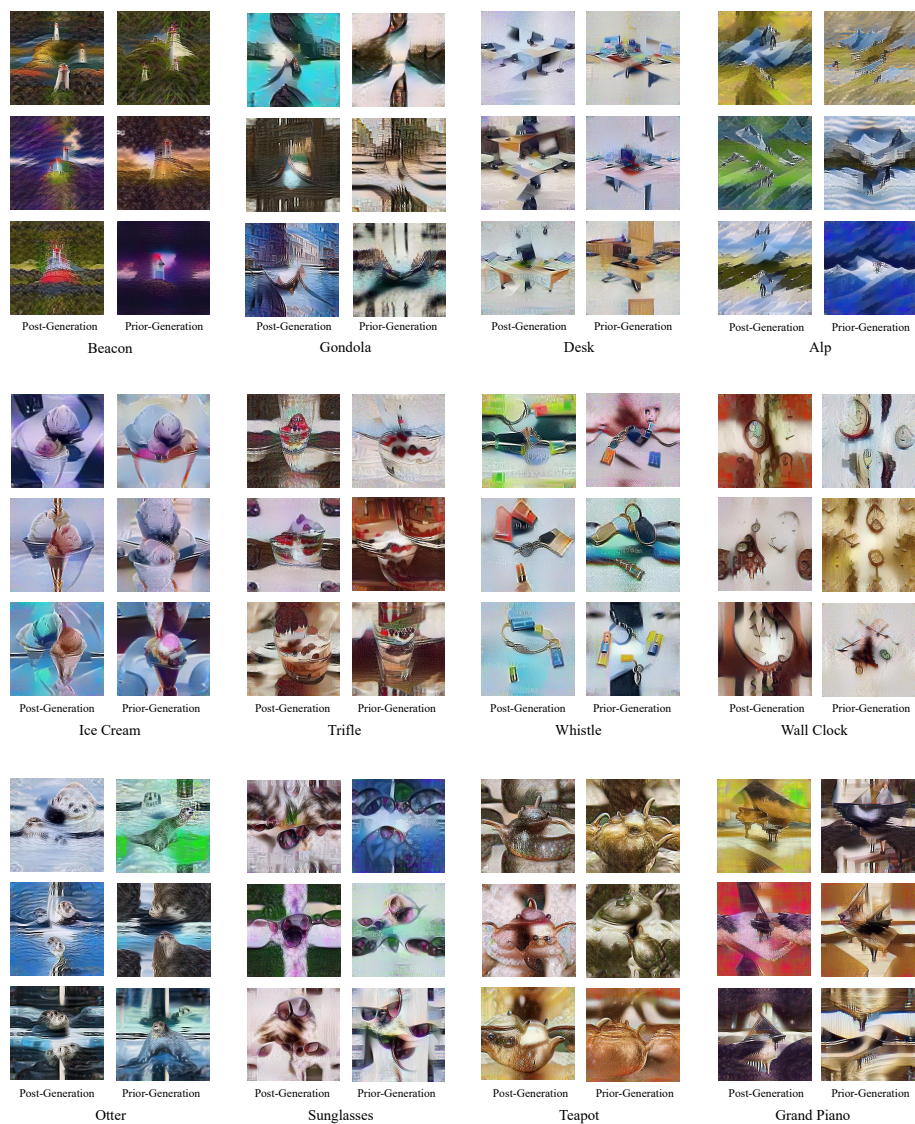 Post-Generation Prior-Generation Post-Generation Prior-Generation Post-Generation Prior-Generation Post-Generation Prior-Generation
Beacon Gondola Desk Alp
Post-Generation Prior-Generation Post-Generation Prior-Generation Post-Generation Prior-Generation Post-Generation Prior-Generation
Ice Cream Trifle Whistle Wall Clock
Post-Generation Prior-Generation Post-Generation Prior-Generation Post-Generation Prior-Generation Post-Generation Prior-Generation
Otter Sunglasses Teapot Grand Piano